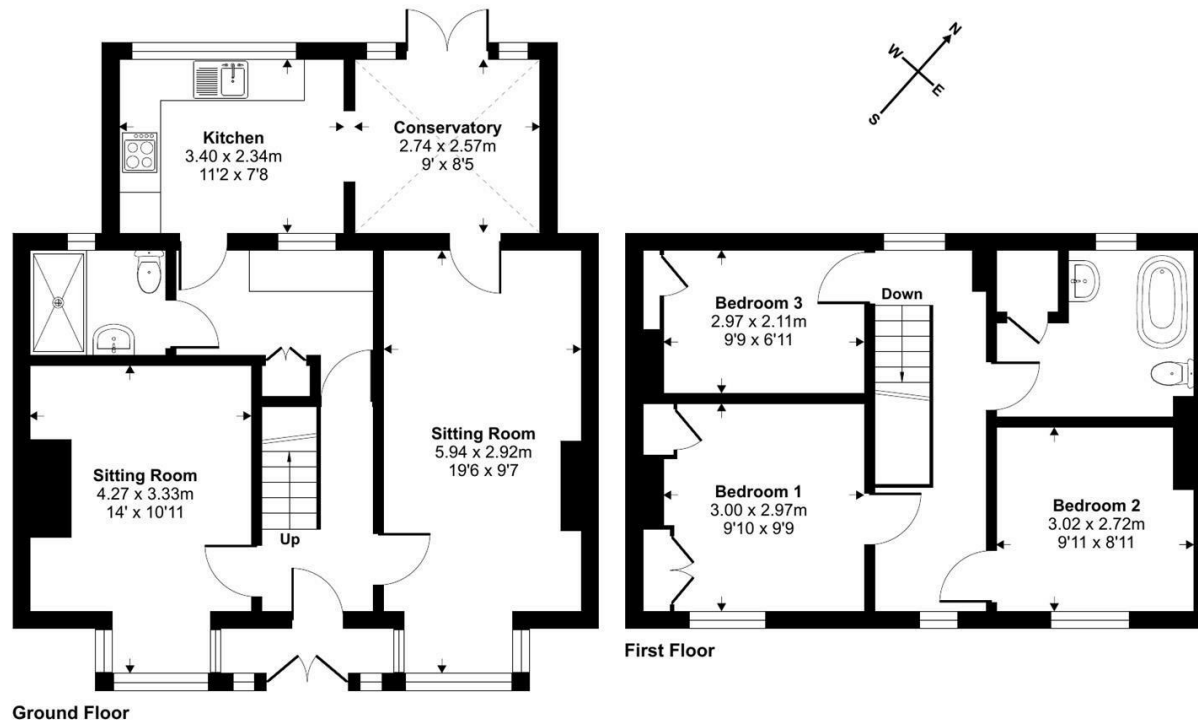 N
W
E
S
Kitchen
3.40 x 2.34m
11'2 x 7'8
Conservatory
2.74 x 2.57m
9' x 8'5
Sitting Room
4.27 x 3.33m
14' x 10'11
Up
Sitting Room
5.94 x 2.92m
19'6 x 9'7
Ground Floor
Bedroom 3
2.97 x 2.11m
9'9 x 6'11
Down
Bedroom 1
3.00 x 2.97m
9'10 x 9'9
Bedroom 2
3.02 x 2.72m
9'11 x 8'11
First Floor